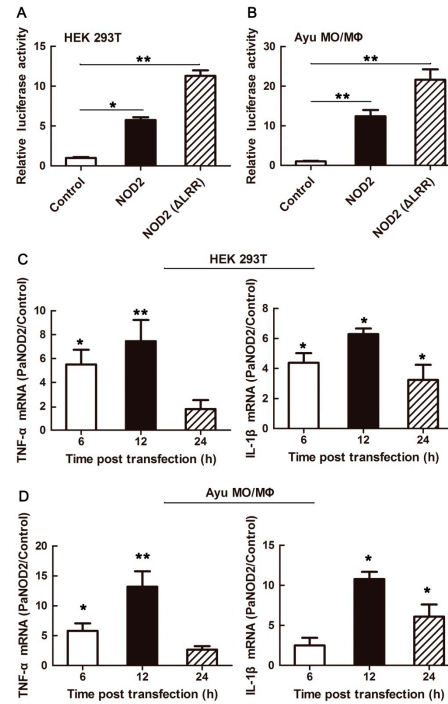 A
HEK 293T
Relative luciferase activity
15
10
5
0
**
*
Control
NOD2
NOD2 (ΔLRR)
B
Ayu MO/MΦ
Relative luciferase activity
30
20
10
0
**
**
Control
NOD2
NOD2 (ΔLRR)
C
HEK 293T
TNF-α mRNA (PaNOD2/Control)
10
8
6
4
2
0
*
**
6 12 24
Time post transfection (h)
IL-1β mRNA (PaNOD2/Control)
8
6
4
2
0
*
*
*
6 12 24
Time post transfection (h)
D
Ayu MO/MΦ
TNF-α mRNA (PaNOD2/Control)
20
15
10
5
0
*
**
6 12 24
Time post transfection (h)
IL-1β mRNA (PaNOD2/Control)
15
10
5
0
*
*
6 12 24
Time post transfection (h)